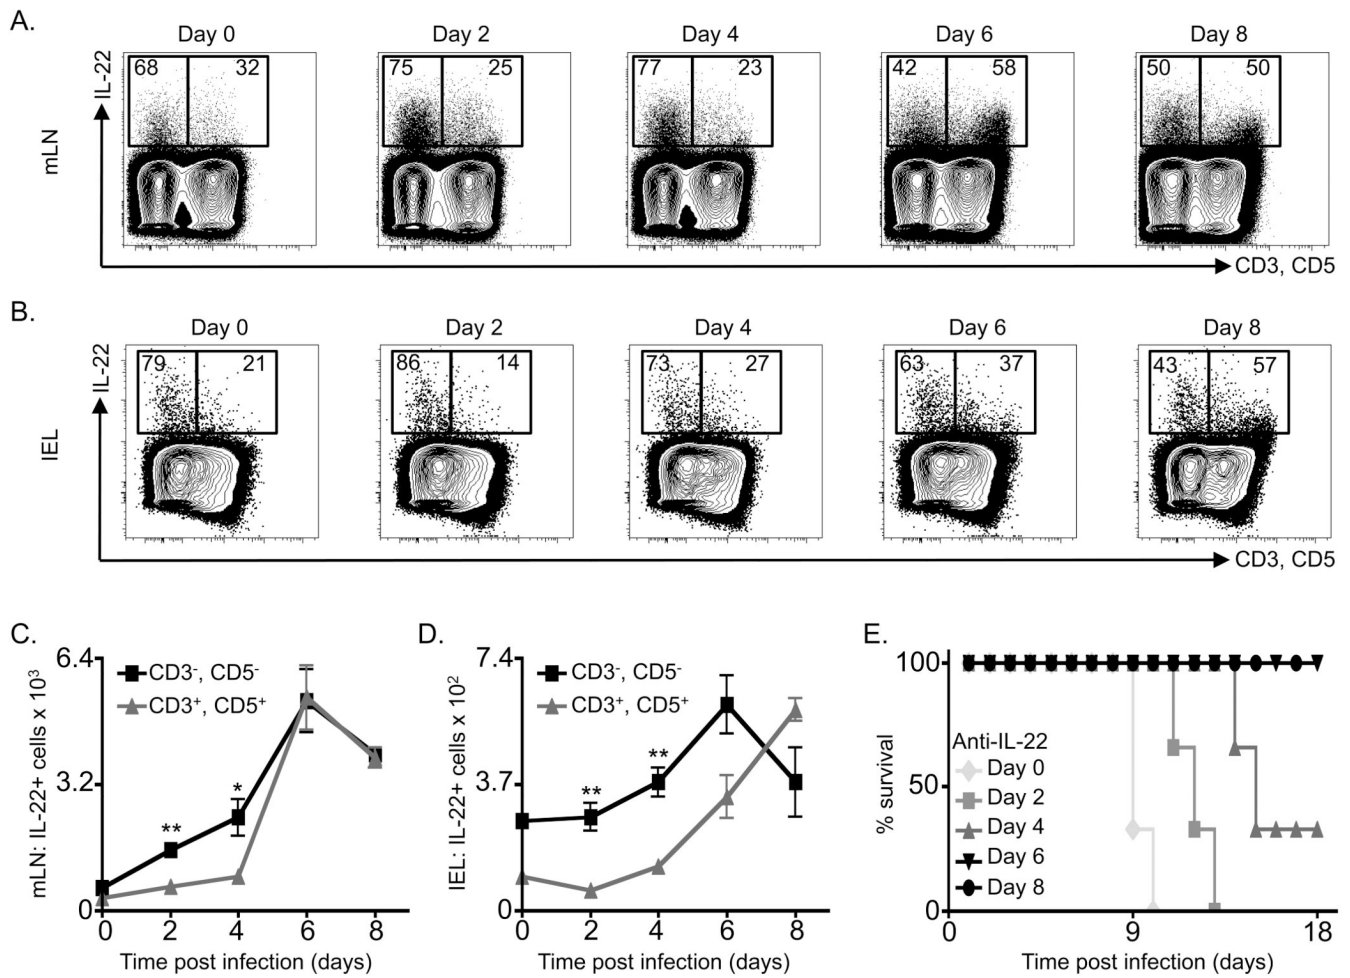 A.
Day 0 Day 2 Day 4 Day 6 Day 8
IL-22
mLN
68 32 75 25 77 23 42 58 50 50
CD3, CD5
B.
Day 0 Day 2 Day 4 Day 6 Day 8
IL-22
IEL
79 21 86 14 73 27 63 37 43 57
CD3, CD5
C.
mLN: IL-22+ cells x 10³
6.4
3.2
0
CD3⁻, CD5⁻
CD3⁺, CD5⁺
**
*
0 2 4 6 8
Time post infection (days)
D.
IEL: IL-22+ cells x 10²
7.4
3.7
0
CD3⁻, CD5⁻
CD3⁺, CD5⁺
**
**
0 2 4 6 8
Time post infection (days)
E.
% survival
100
50
0
Anti-IL-22
Day 0
Day 2
Day 4
Day 6
Day 8
0 9 18
Time post infection (days)